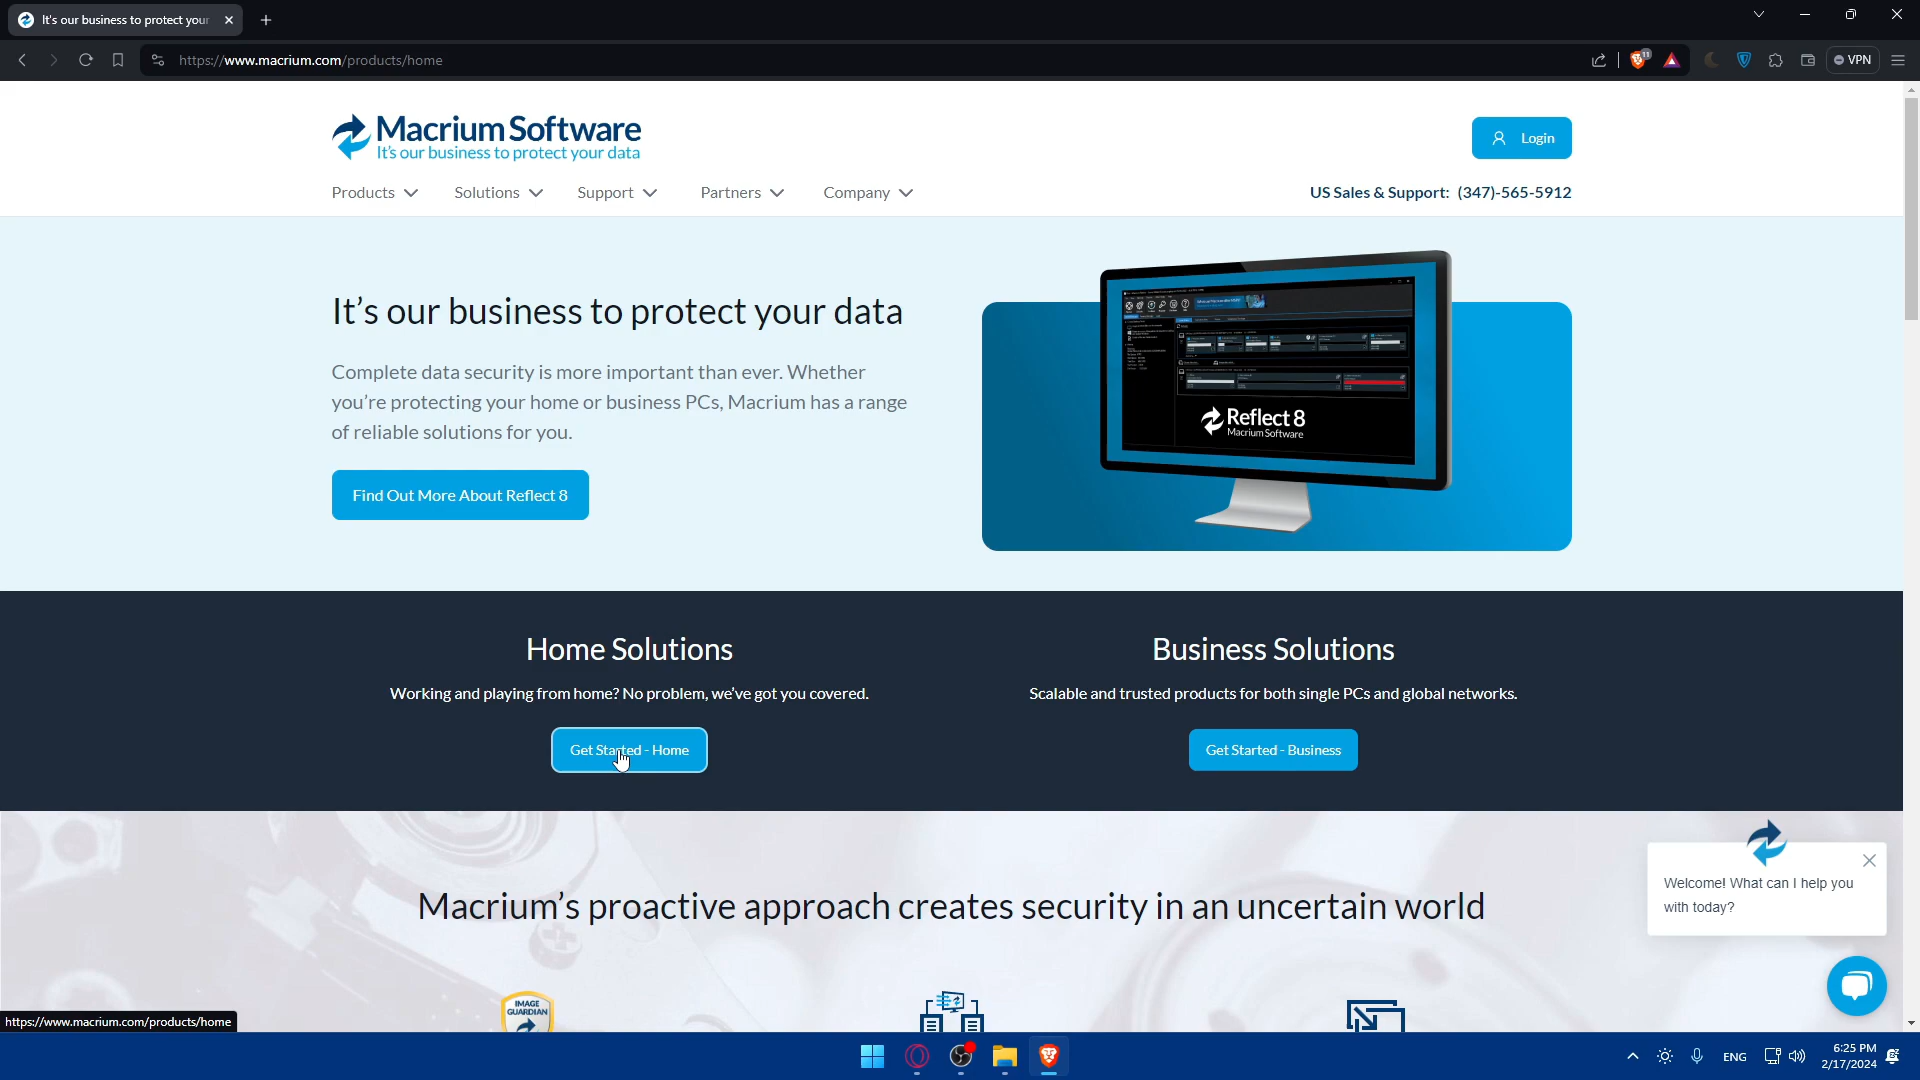 It's our business to protect your
https://www.macrium.com/products/home
11
VPN
Macrium Software
It's our business to protect your data
Login
Products
Solutions
Support
Partners
Company
US Sales & Support: (347)-565-5912
It's our business to protect your data
Complete data security is more important than ever. Whether
you're protecting your home or business PCs, Macrium has a range
of reliable solutions for you.
Find Out More About Reflect 8
Reflect 8
Macrium Software
Home Solutions
Working and playing from home? No problem, we've got you covered.
Get Started - Home
Business Solutions
Scalable and trusted products for both single PCs and global networks.
Get Started - Business
Macrium's proactive approach creates security in an uncertain world
IMAGE
GUARDIAN
Welcome! What can I help you
with today?
https://www.macrium.com/products/home
ENG
6:25 PM
2/17/2024